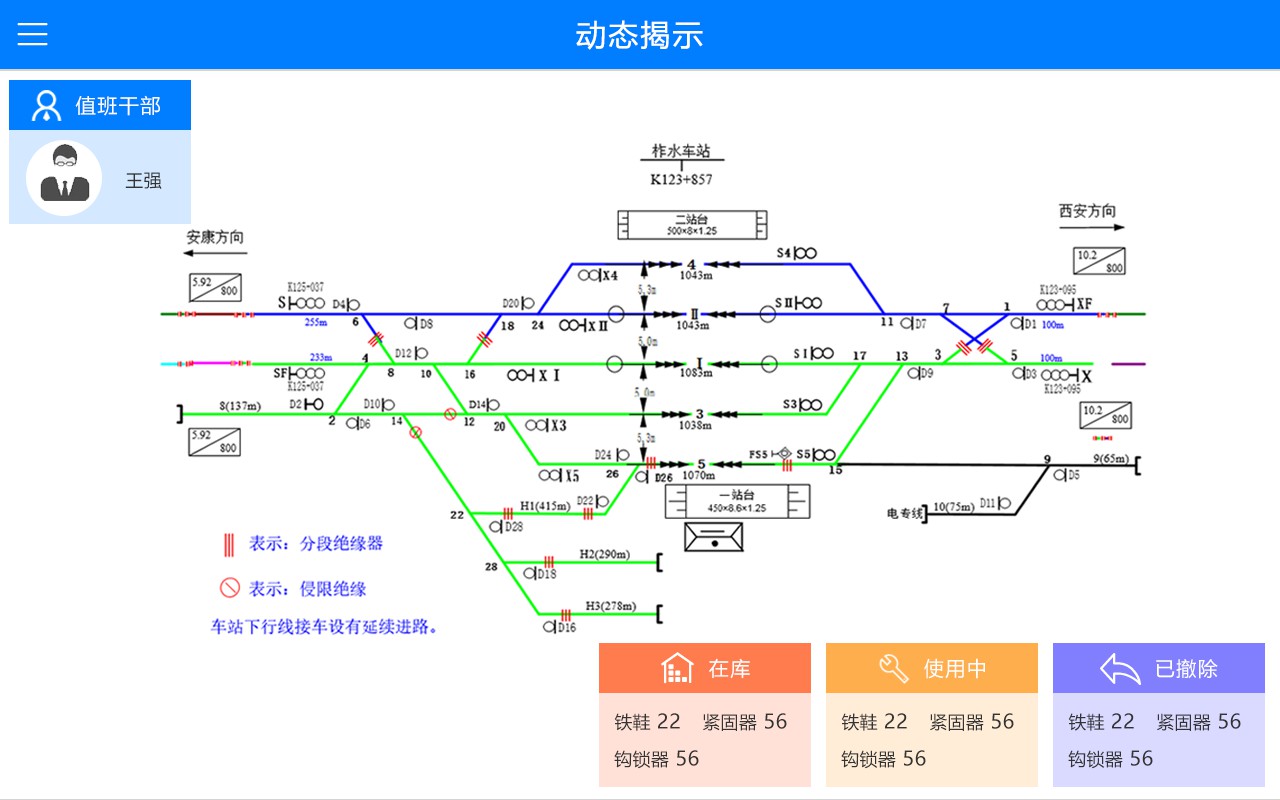 动态揭示
值班干部
王强
柞水车站
K123+857
西安方向
二站台
500×8×1.25
安康方向
S4
10.2
800
4
X4
1043m
5.92
800
5.3m
K125-037
K123-095
S
D4
D20
SⅡ
7
1
XF
255m
6
D8
18
24
XⅡ
Ⅱ
1043m
11
D7
D1
100m
5.0m
233m
4
D12
SⅠ
17
13
3
5
100m
SF
8
10
16
XⅠ
Ⅰ
1083m
D9
D3
X
K125-037
K123-095
5.0m
8(137m)
D2
D10
D14
S3
10.2
800
2
D6
14
12
20
X3
3
1038m
5.92
800
5.3m
D24
FS5
S5
9
9(65m)
X5
26
D26
5
1070m
15
D5
一站台
450×8.6×1.25
H1(415m)
D22
电专线
10(75m)
D11
22
D28
表示：分段绝缘器
H2(290m)
28
D18
表示：侵限绝缘
H3(278m)
车站下行线接车设有延续进路。
D16
在库
铁鞋 22 紧固器 56
钩锁器 56
使用中
铁鞋 22 紧固器 56
钩锁器 56
已撤除
铁鞋 22 紧固器 56
钩锁器 56